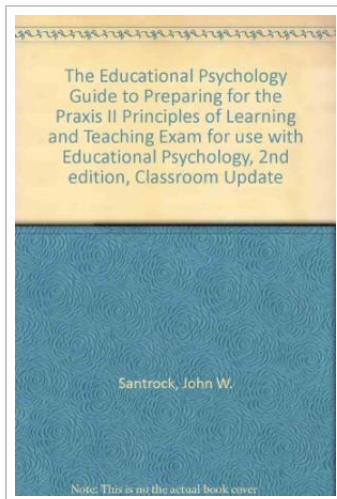 The Educational Psychology
Guide to Preparing for the
Praxis II Principles of Learning
and Teaching Exam for use with
Educational Psychology, 2nd
edition, Classroom Update
Santrock, John W.
Note: This is no the actual book cover